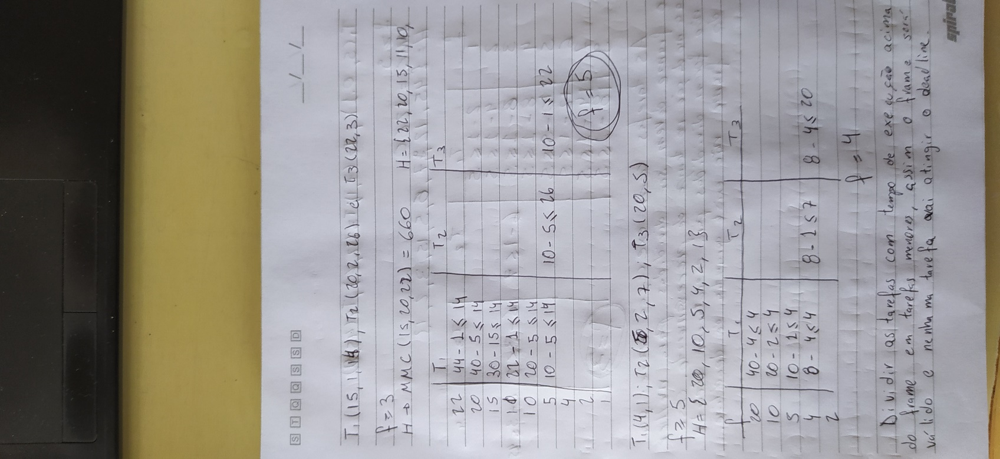 S T Q Q S S D
__/__/__
T1 (15,1,14); T2 (20,2,26) e T3 (22,3)
f ≥ 3
H → MMC (15,20,22) = 660 H = {22,20,15,11,10,
T1 T2 T3
22 44 - 1 ≤ 14
20 40 - 5 ≤ 14
15 30 - 15 ≤ 14
11 22 - 1 ≤ 14
10 20 - 5 ≤ 14
5 10 - 5 ≤ 14 10 - 5 ≤ 26 10 - 1 ≤ 22
4
2 f = 5
1
T1 (4,1); T2 (5,2,7); T3 (20,5)
f ≥ 5
H = {20,10,5,4,2,1}
f T1 T2 T3
20 40 - 4 ≤ 4
10 20 - 2 ≤ 4
5 10 - 1 ≤ 4
4 8 - 4 ≤ 4 8 - 1 ≤ 7 8 - 4 ≤ 20
2
f = 4
Dividir as tarefas com tempo de execução acima
do frame em tarefas menores, assim o frame será
válido e nenhuma tarefa vai atingir o deadline.
spiral